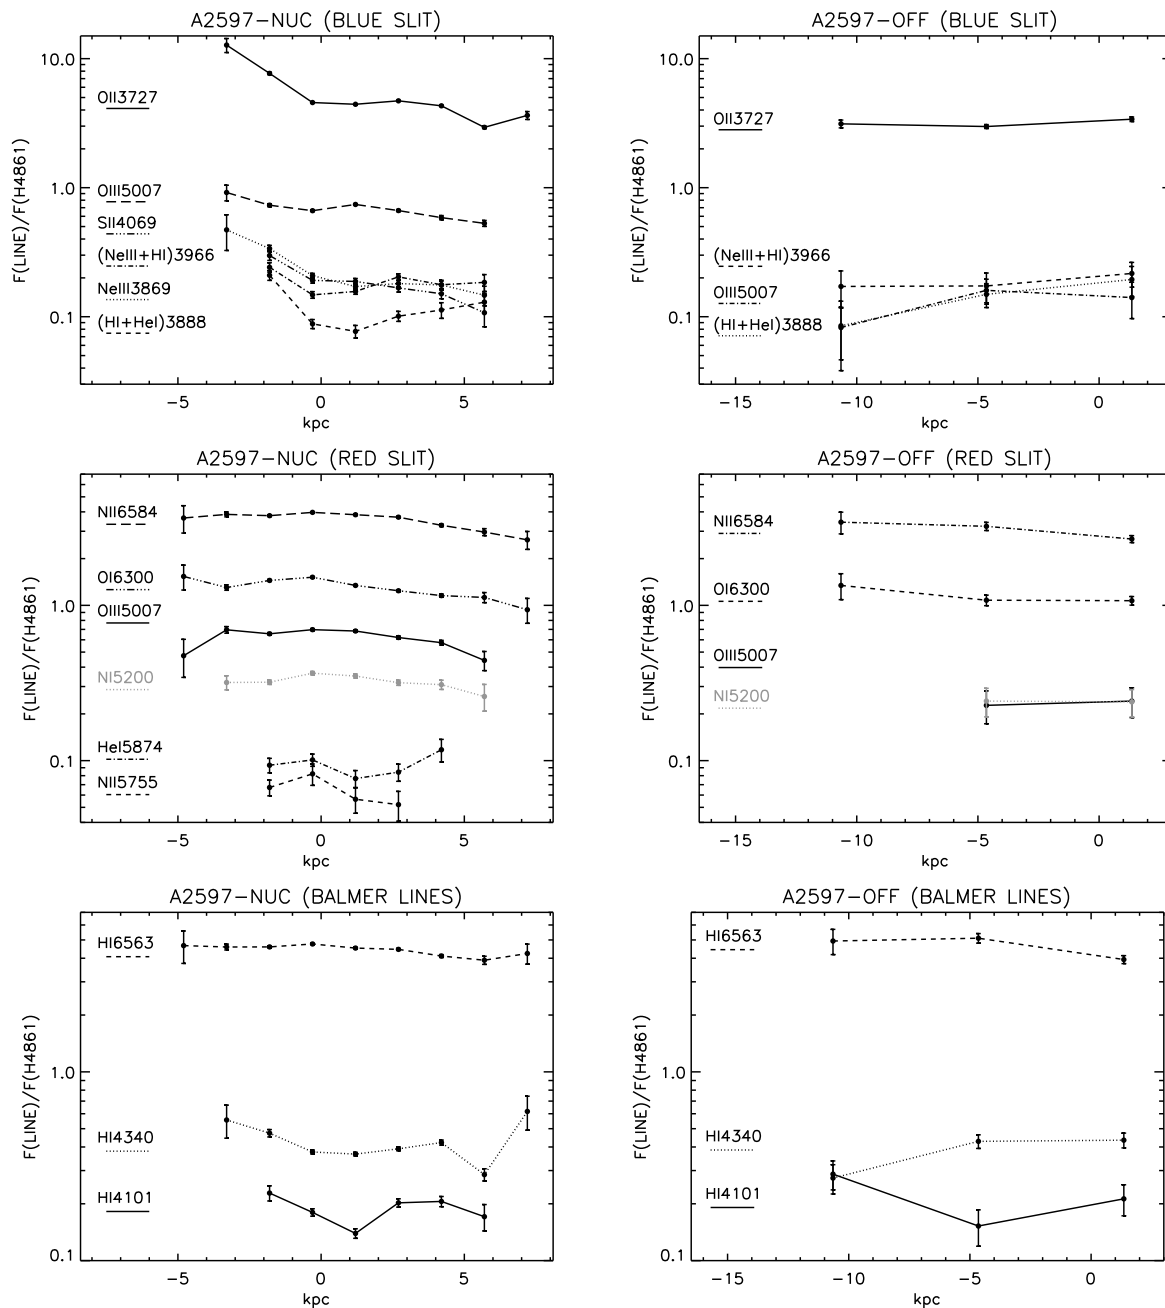 A2597-NUC (BLUE SLIT)
10.0
1.0
0.1
F(LINE)/F(H4861)
OII3727
OIII5007
SII4069
(NeIII+HI)3966
NeIII3869
(HI+HeI)3888
-5 0 5
kpc
A2597-OFF (BLUE SLIT)
10.0
1.0
0.1
F(LINE)/F(H4861)
OII3727
(NeIII+HI)3966
OIII5007
(HI+HeI)3888
-15 -10 -5 0
kpc
A2597-NUC (RED SLIT)
1.0
0.1
F(LINE)/F(H4861)
NII6584
OI6300
OIII5007
NI5200
HeI5874
NII5755
-5 0 5
kpc
A2597-OFF (RED SLIT)
1.0
0.1
F(LINE)/F(H4861)
NII6584
OI6300
OIII5007
NI5200
-15 -10 -5 0
kpc
A2597-NUC (BALMER LINES)
1.0
0.1
F(LINE)/F(H4861)
HI6563
HI4340
HI4101
-5 0 5
kpc
A2597-OFF (BALMER LINES)
1.0
0.1
F(LINE)/F(H4861)
HI6563
HI4340
HI4101
-15 -10 -5 0
kpc